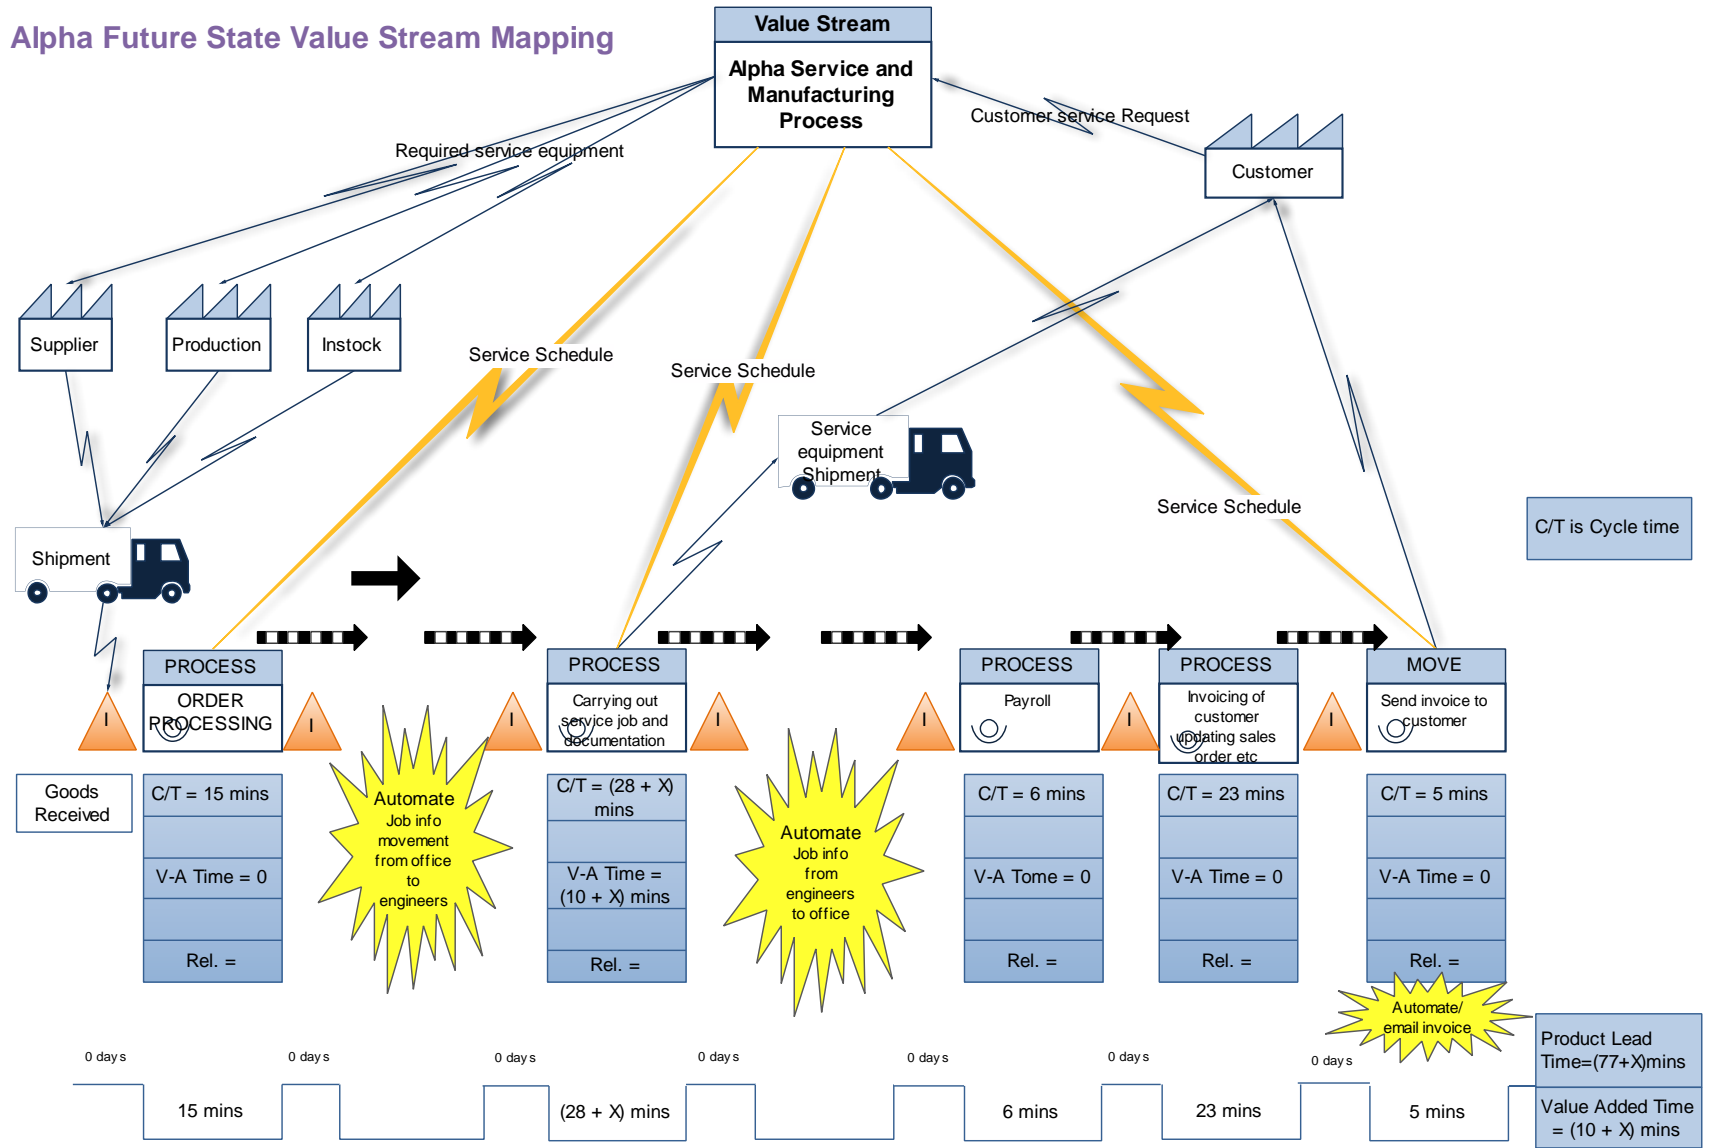 Alpha Future State Value Stream Mapping
Value Stream
Alpha Service and
Manufacturing
Process
Customer service Request
Customer
Required service equipment
Supplier
Production
Instock
Service Schedule
Service Schedule
Service Schedule
Service
equipment
Shipment
Shipment
C/T is Cycle time
PROCESS
ORDER
PROCESSING
PROCESS
Carrying out
service job and
documentation
PROCESS
Payroll
PROCESS
Invoicing of
customer
updating sales
order etc
MOVE
Send invoice to
customer
I
I
I
I
I
I
I
Goods
Received
C/T = 15 mins
V-A Time = 0
Rel. =
Automate
Job info
movement
from office
to
engineers
C/T = (28 + X)
mins
V-A Time =
(10 + X) mins
Rel. =
Automate
Job info
from
engineers
to office
C/T = 6 mins
V-A Tome = 0
Rel. =
C/T = 23 mins
V-A Time = 0
Rel. =
C/T = 5 mins
V-A Time = 0
Rel. =
Automate/
email invoice
0 days
0 days
0 days
0 days
0 days
0 days
0 days
15 mins
(28 + X) mins
6 mins
23 mins
5 mins
Product Lead
Time=(77+X)mins
Value Added Time
= (10 + X) mins